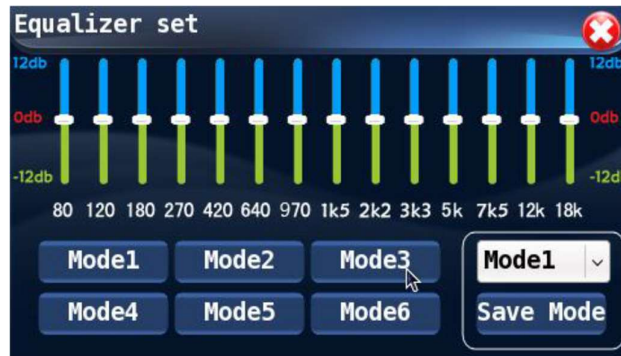 Equalizer set
12db 12db
0db 0db
-12db -12d
80 120 180 270 420 640 970 1k5 2k2 3k3 5k 7k5 12k 18k
Mode1 Mode2 Mode3 Mode1
Mode4 Mode5 Mode6 Save Mode